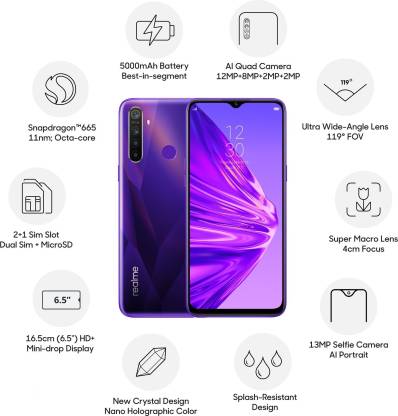 5000mAh Battery
Best-in-segment
AI Quad Camera
12MP+8MP+2MP+2MP
Snapdragon™665
11nm; Octa-core
119°
Ultra Wide-Angle Lens
119° FOV
12
30
2+1 Sim Slot
Dual Sim + MicroSD
Super Macro Lens
4cm Focus
realme
6.5"
16.5cm (6.5") HD+
Mini-drop Display
13MP Selfie Camera
AI Portrait
New Crystal Design
Nano Holographic Color
Splash-Resistant
Design